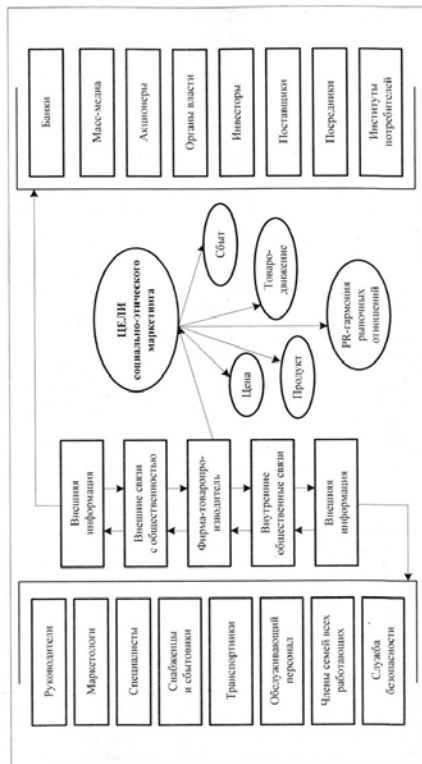 Руководители
Маркетологи
Специалисты
Снабженцы
и сбытовики
Транспортники
Обслуживающий
персонал
Члены семей всех
работающих
Служба
безопасности
Внешняя
информация
Внешние связи
с общественностью
Фирма-товаропро-
изводитель
Внутренние
общественные связи
Внешняя
информация
ЦЕЛИ
социально-этического
маркетинга
Сбыт
Цена
Товаро-
движение
Продукт
PR-гармония
рыночных
отношений
Банки
Масс-медиа
Акционеры
Органы власти
Инвесторы
Поставщики
Посредники
Институты
потребителей